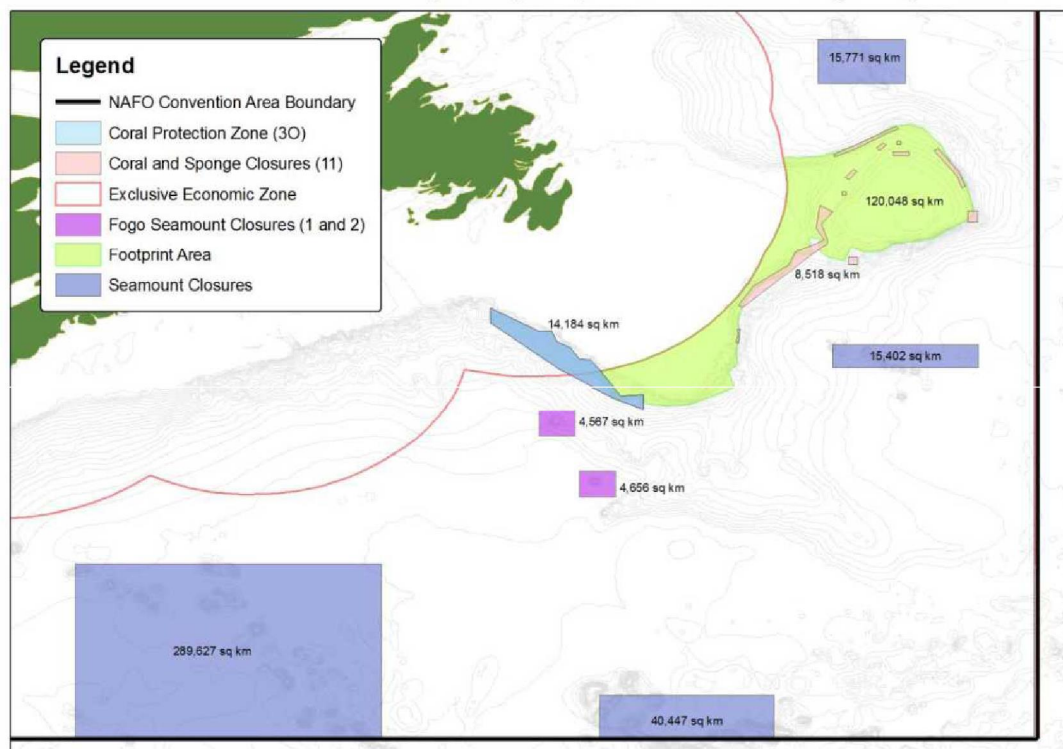 Legend
NAFO Convention Area Boundary
Coral Protection Zone (3O)
Coral and Sponge Closures (11)
Exclusive Economic Zone
Fogo Seamount Closures (1 and 2)
Footprint Area
Seamount Closures
15,771 sq km
120,048 sq km
8,518 sq km
14,184 sq km
15,402 sq km
4,567 sq km
4,656 sq km
289,627 sq km
40,447 sq km